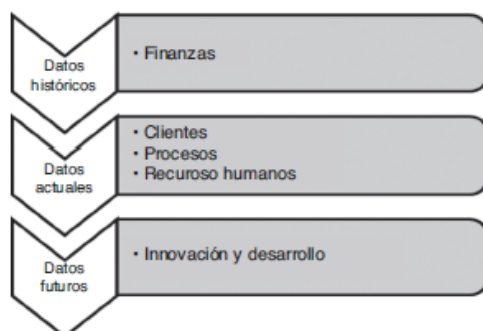 Datos
históricos
• Finanzas
Datos
actuales
• Clientes
• Procesos
• Recuroso humanos
Datos
futuros
• Innovación y desarrollo